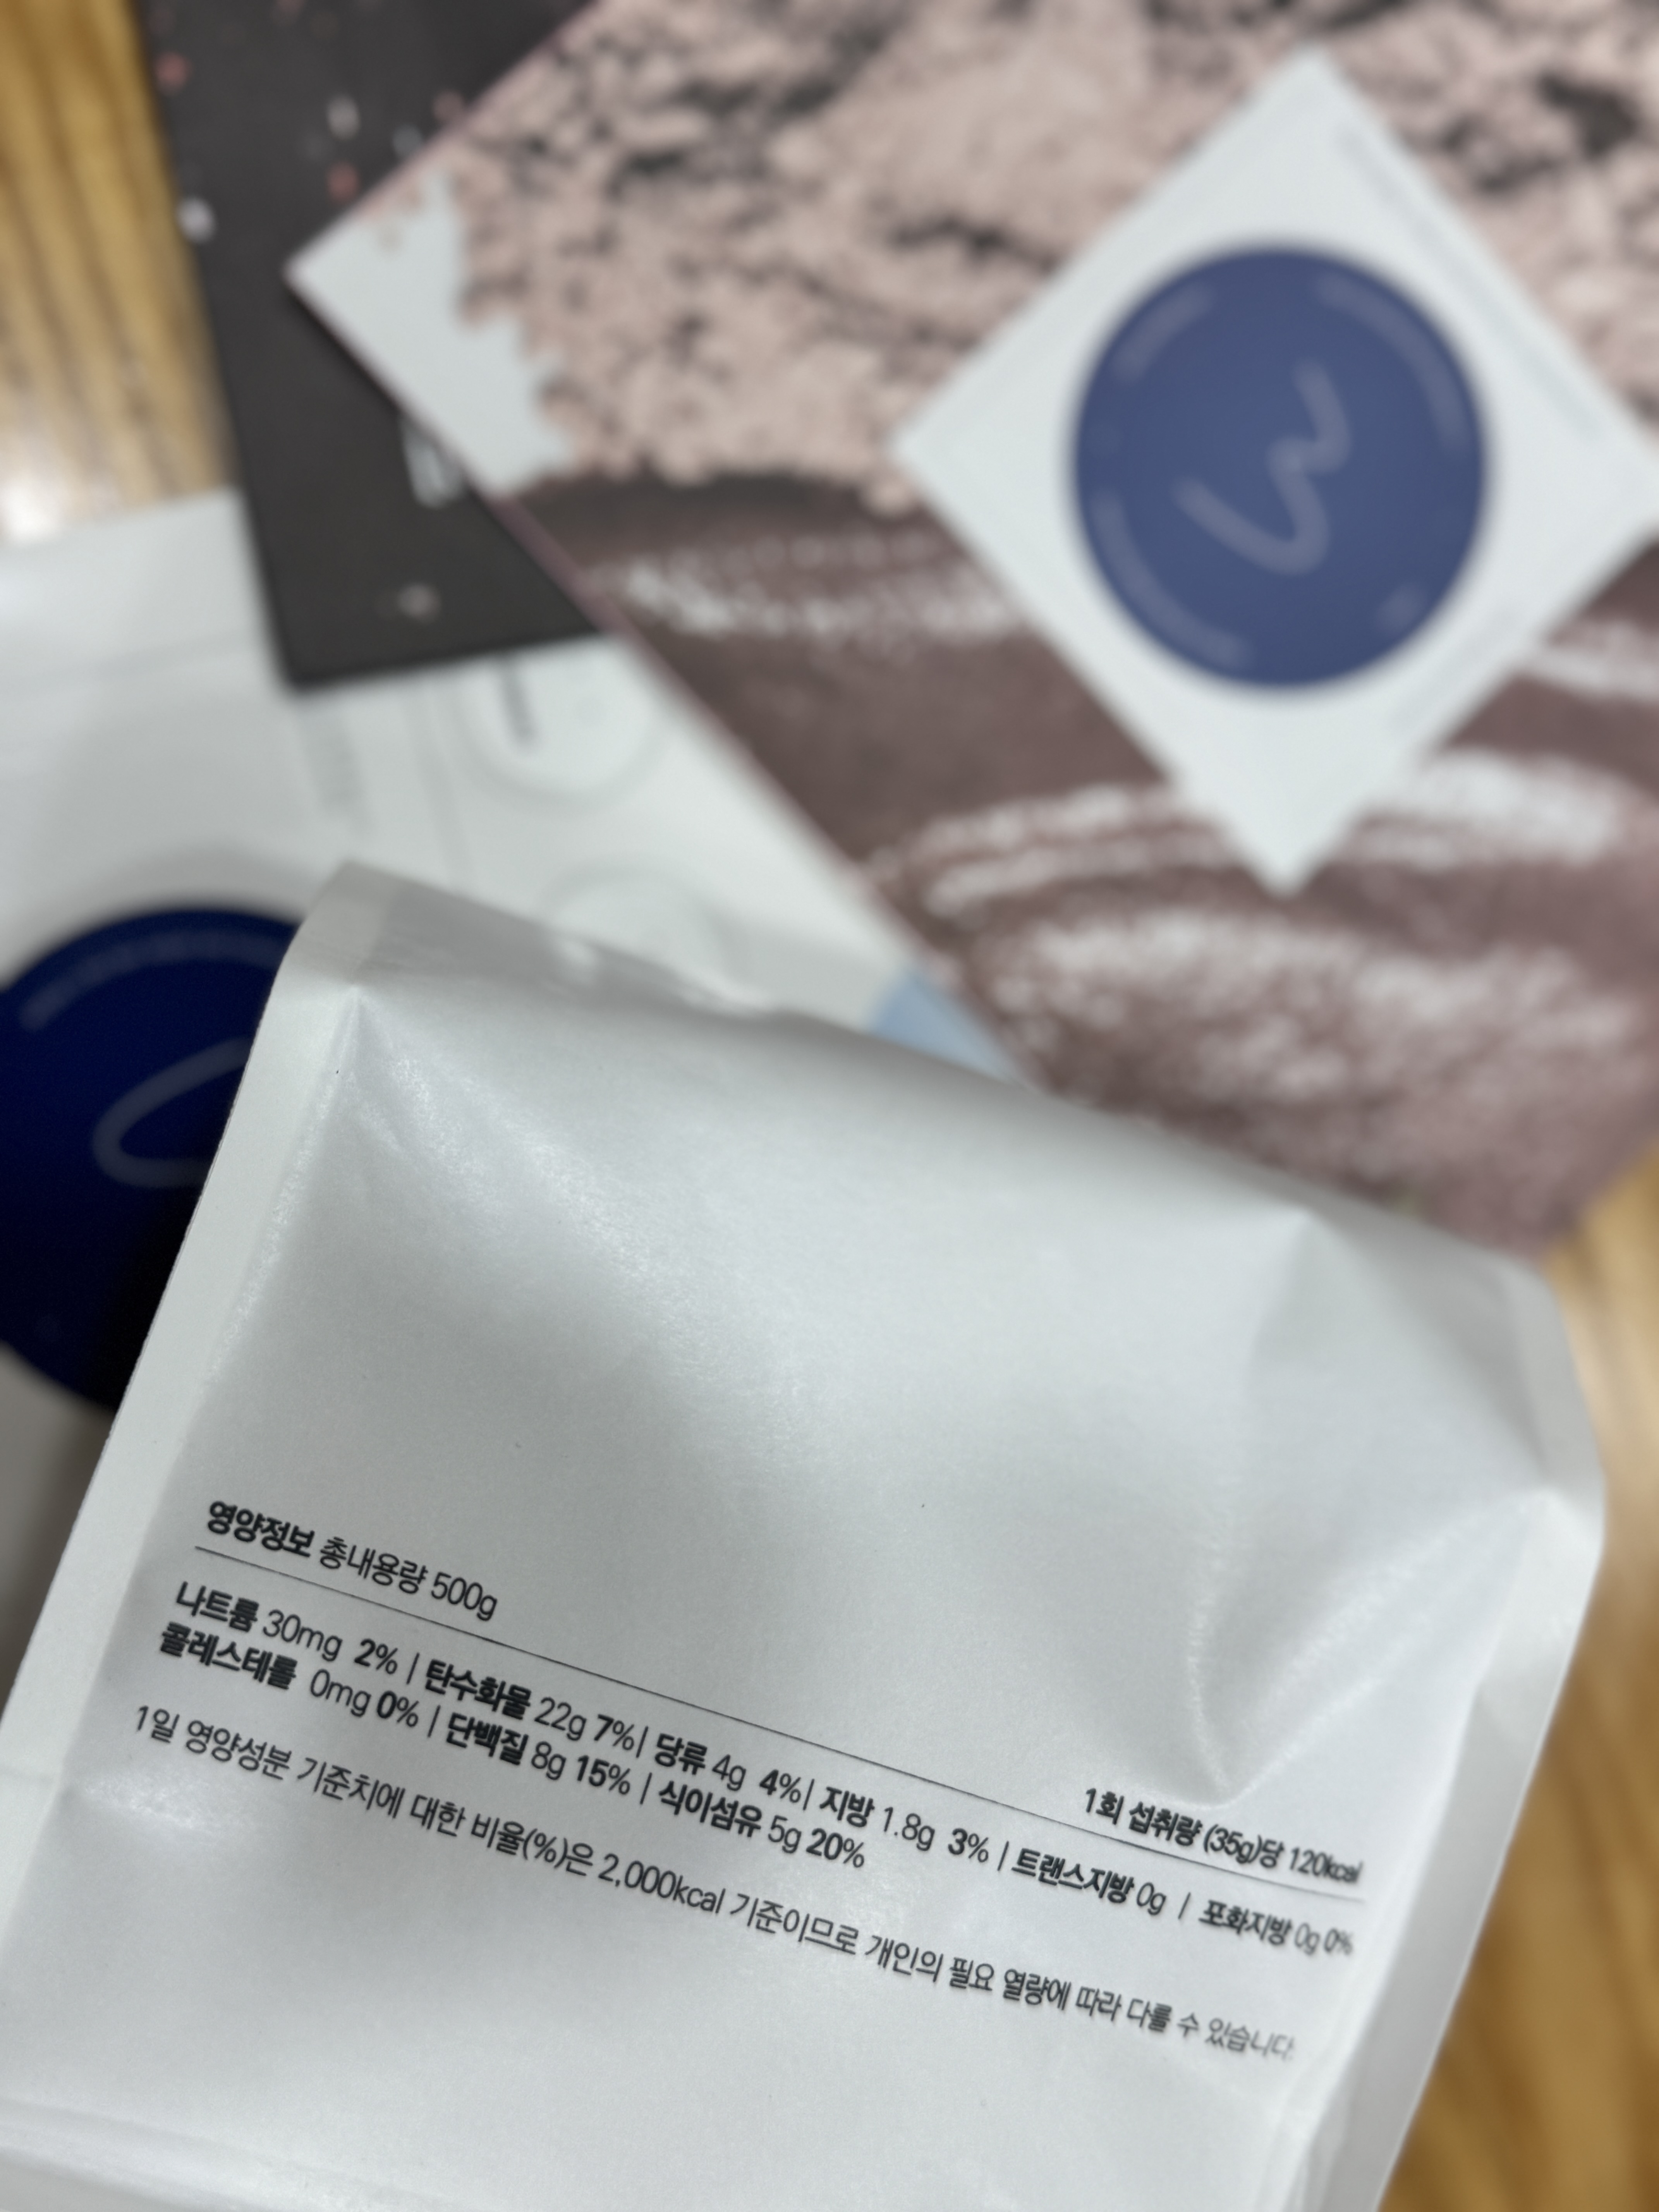 영양정보 총내용량 500g
1회 섭취량 (35g)당 120kcal
나트륨 30mg 2% | 탄수화물 22g 7% | 당류 4g 4% | 지방 1.8g 3% | 트랜스지방 0g | 포화지방 0g 0%
콜레스테롤 0mg 0% | 단백질 8g 15% | 식이섬유 5g 20%
1일 영양성분 기준치에 대한 비율(%)은 2,000kcal 기준이므로 개인의 필요 열량에 따라 다를 수 있습니다.